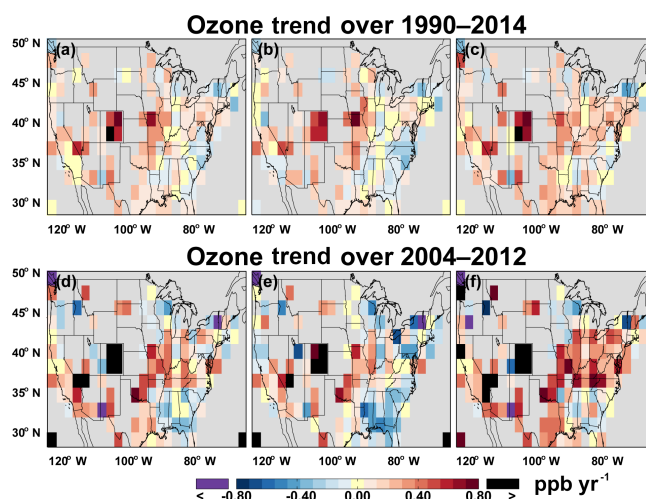 Ozone trend over 1990–2014
50° N (a) (b) (c)
45° N
40° N
35° N
30° N
120° W 100° W 80° W 120° W 100° W 80° W 120° W 100° W 80° W
Ozone trend over 2004–2012
50° N (d) (e) (f)
45° N
40° N
35° N
30° N
120° W 100° W 80° W 120° W 100° W 80° W 120° W 100° W 80° W
< -0.80 -0.40 0.00 0.40 0.80 > ppb yr⁻¹